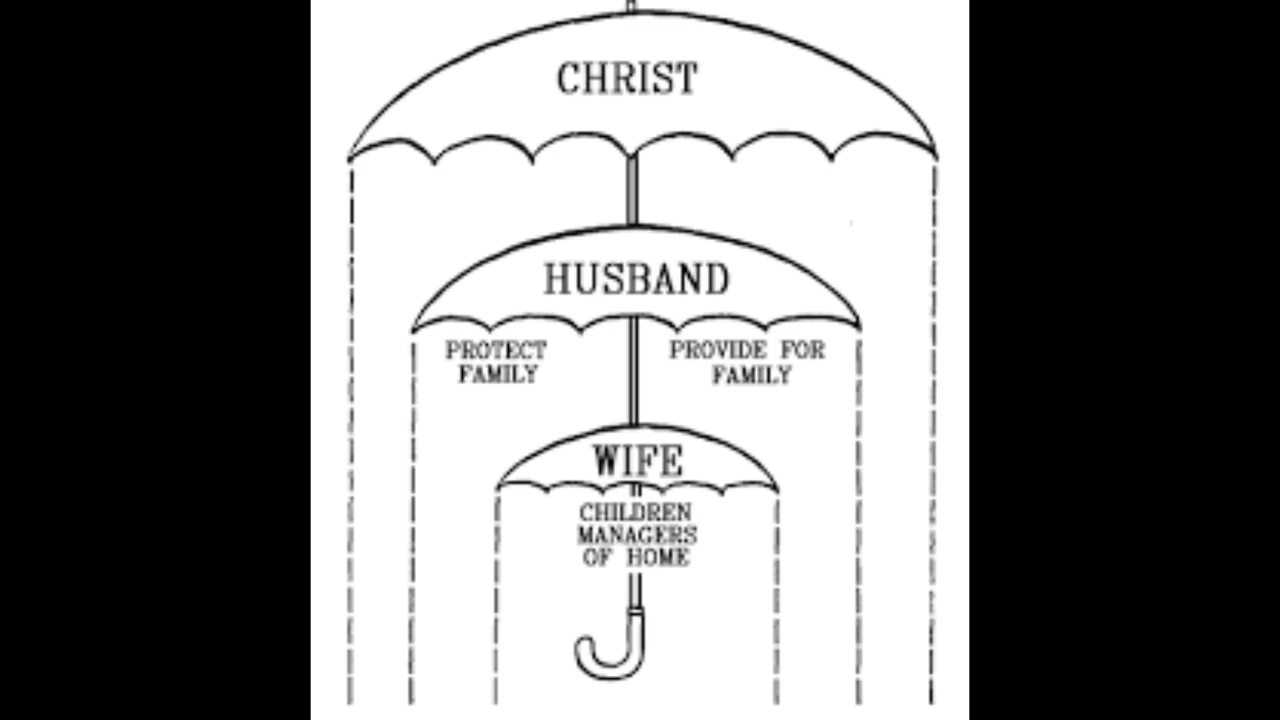 CHRIST
HUSBAND
PROTECT
FAMILY
PROVIDE FOR
FAMILY
WIFE
CHILDREN
MANAGERS
OF HOME